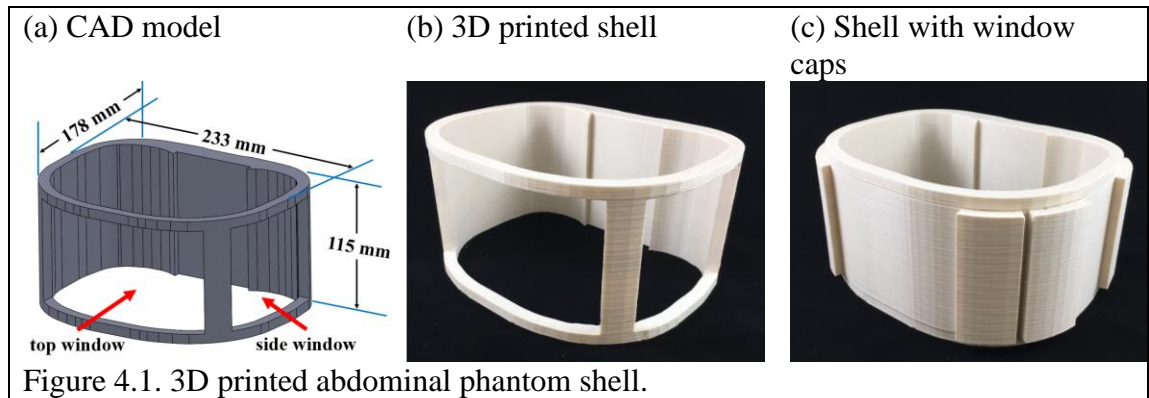 (a) CAD model
(b) 3D printed shell
(c) Shell with window
caps
178 mm
233 mm
115 mm
top window
side window
Figure 4.1. 3D printed abdominal phantom shell.